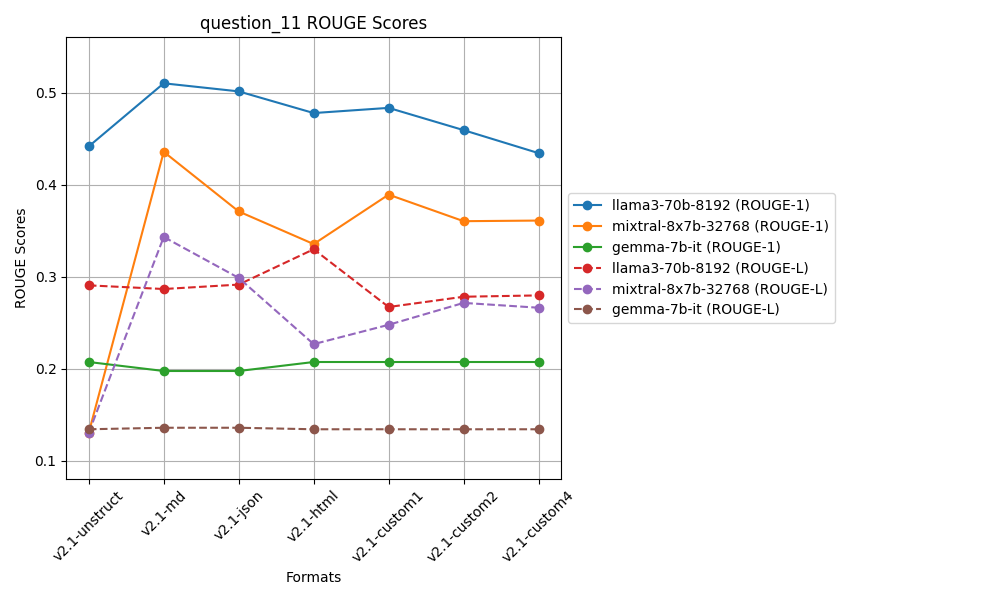 question_11 ROUGE Scores
ROUGE Scores
0.5
0.4
0.3
0.2
0.1
v2.1-unstruct
v2.1-md
v2.1-json
v2.1-html
v2.1-custom1
v2.1-custom2
v2.1-custom4
Formats
llama3-70b-8192 (ROUGE-1)
mixtral-8x7b-32768 (ROUGE-1)
gemma-7b-it (ROUGE-1)
llama3-70b-8192 (ROUGE-L)
mixtral-8x7b-32768 (ROUGE-L)
gemma-7b-it (ROUGE-L)